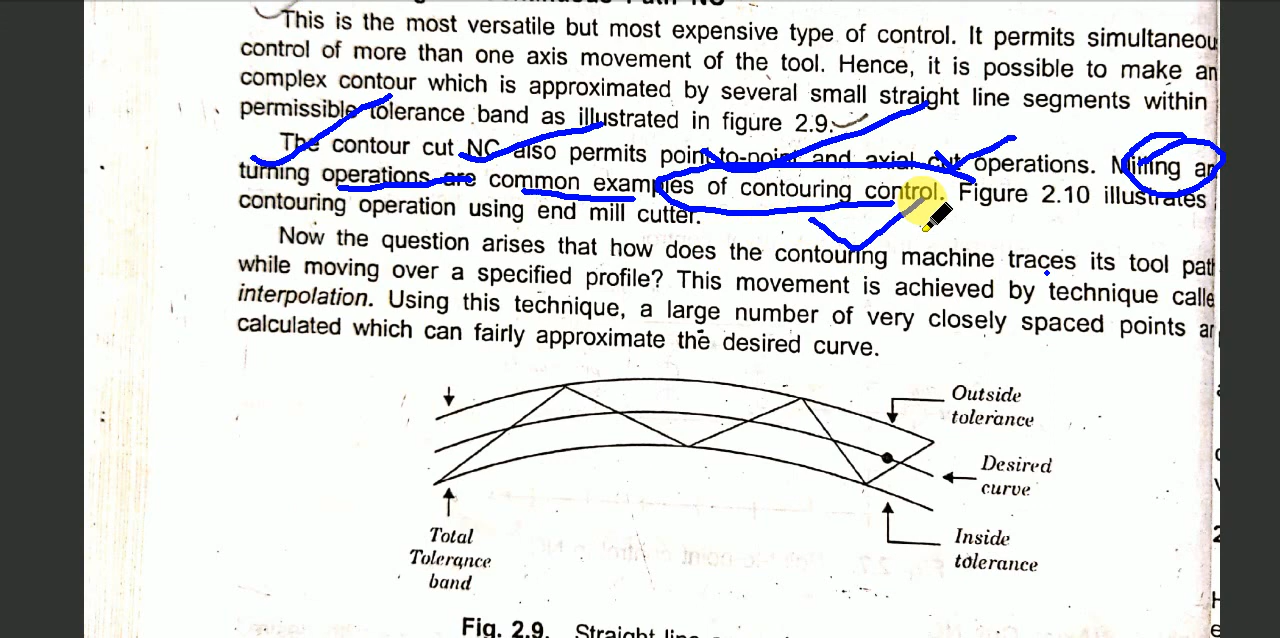 This is the most versatile but most expensive type of control. It permits simultaneou
control of more than one axis movement of the tool. Hence, it is possible to make an
complex contour which is approximated by several small straight line segments within
permissible tolerance band as illustrated in figure 2.9.
The contour cut NC also permits point-to-point and axial cut operations. Milling an
turning operations are common examples of contouring control. Figure 2.10 illustrates
contouring operation using end mill cutter.
Now the question arises that how does the contouring machine traces its tool pat
while moving over a specified profile? This movement is achieved by technique calle
interpolation. Using this technique, a large number of very closely spaced points ar
calculated which can fairly approximate the desired curve.
Outside
tolerance
Desired
curve
Total
Tolerance
band
Inside
tolerance
Fig. 2.9. Straight line